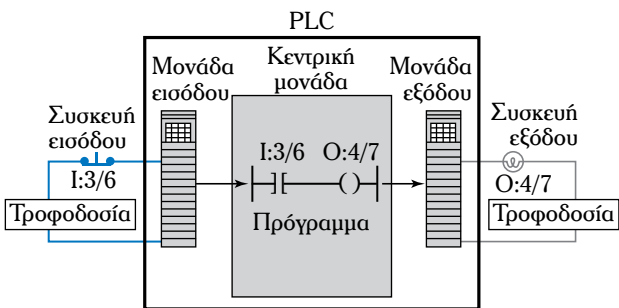 PLC
Μονάδα
εισόδου
Κεντρική
μονάδα
Μονάδα
εξόδου
Συσκευή
εισόδου
Συσκευή
εξόδου
I:3/6 O:4/7
I:3/6
O:4/7
Τροφοδοσία
Πρόγραμμα
Τροφοδοσία